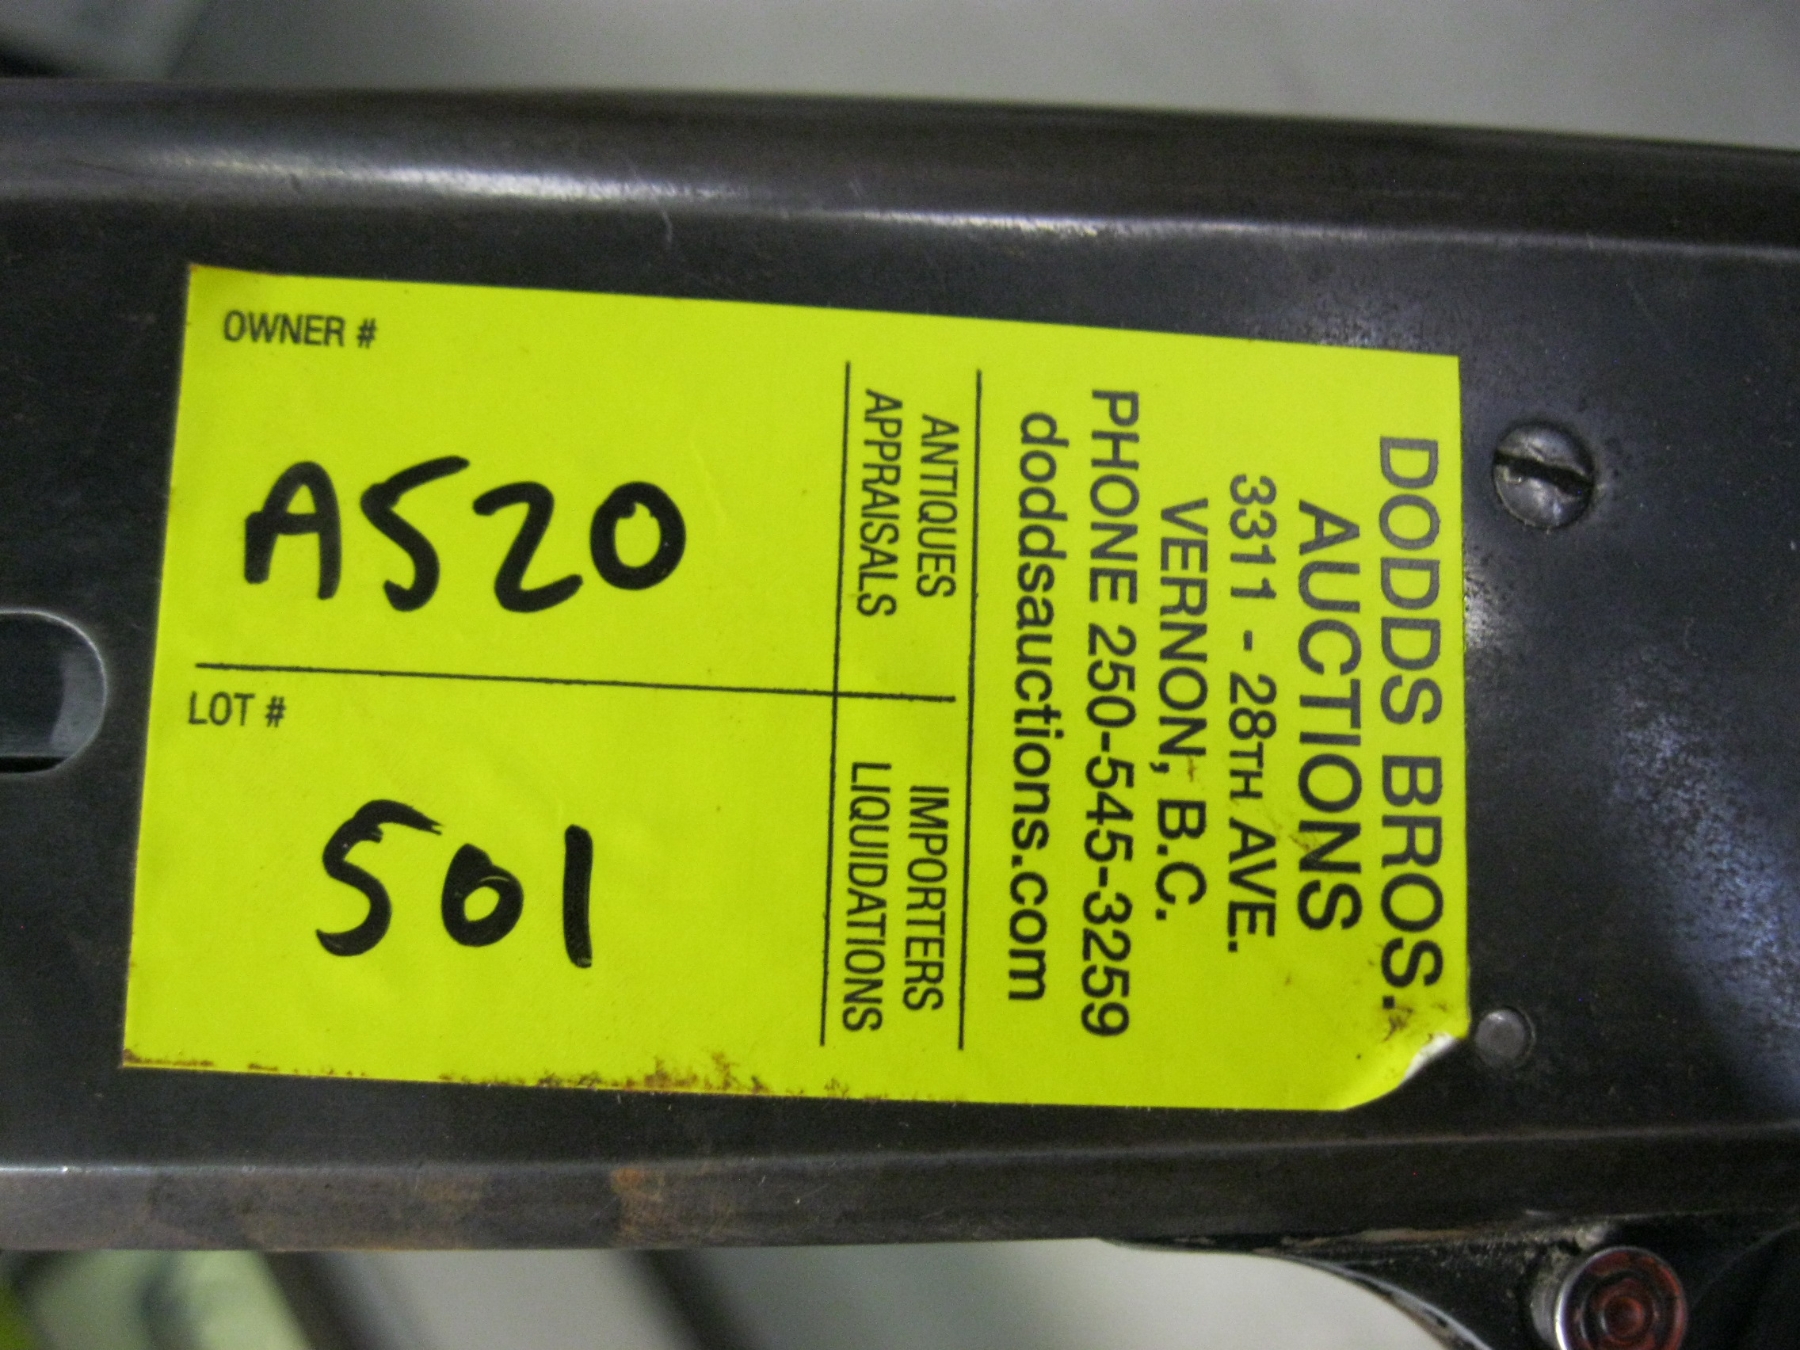 DODDS BROS.
AUCTIONS
3311 - 28TH AVE.
VERNON, B.C.
PHONE 250-545-3259
doddsauctions.com
ANTIQUES
APPRAISALS
IMPORTERS
LIQUIDATIONS
OWNER #
A520
LOT #
501